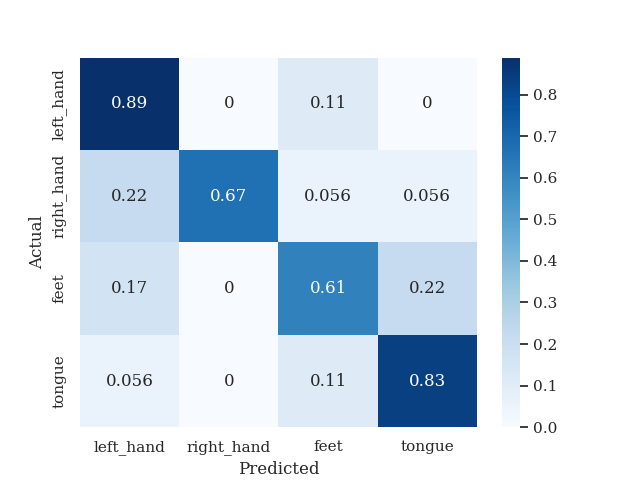 Actual
left_hand 0.89 0 0.11 0
right_hand 0.22 0.67 0.056 0.056
feet 0.17 0 0.61 0.22
tongue 0.056 0 0.11 0.83
left_hand right_hand feet tongue
Predicted
0.8
0.7
0.6
0.5
0.4
0.3
0.2
0.1
0.0